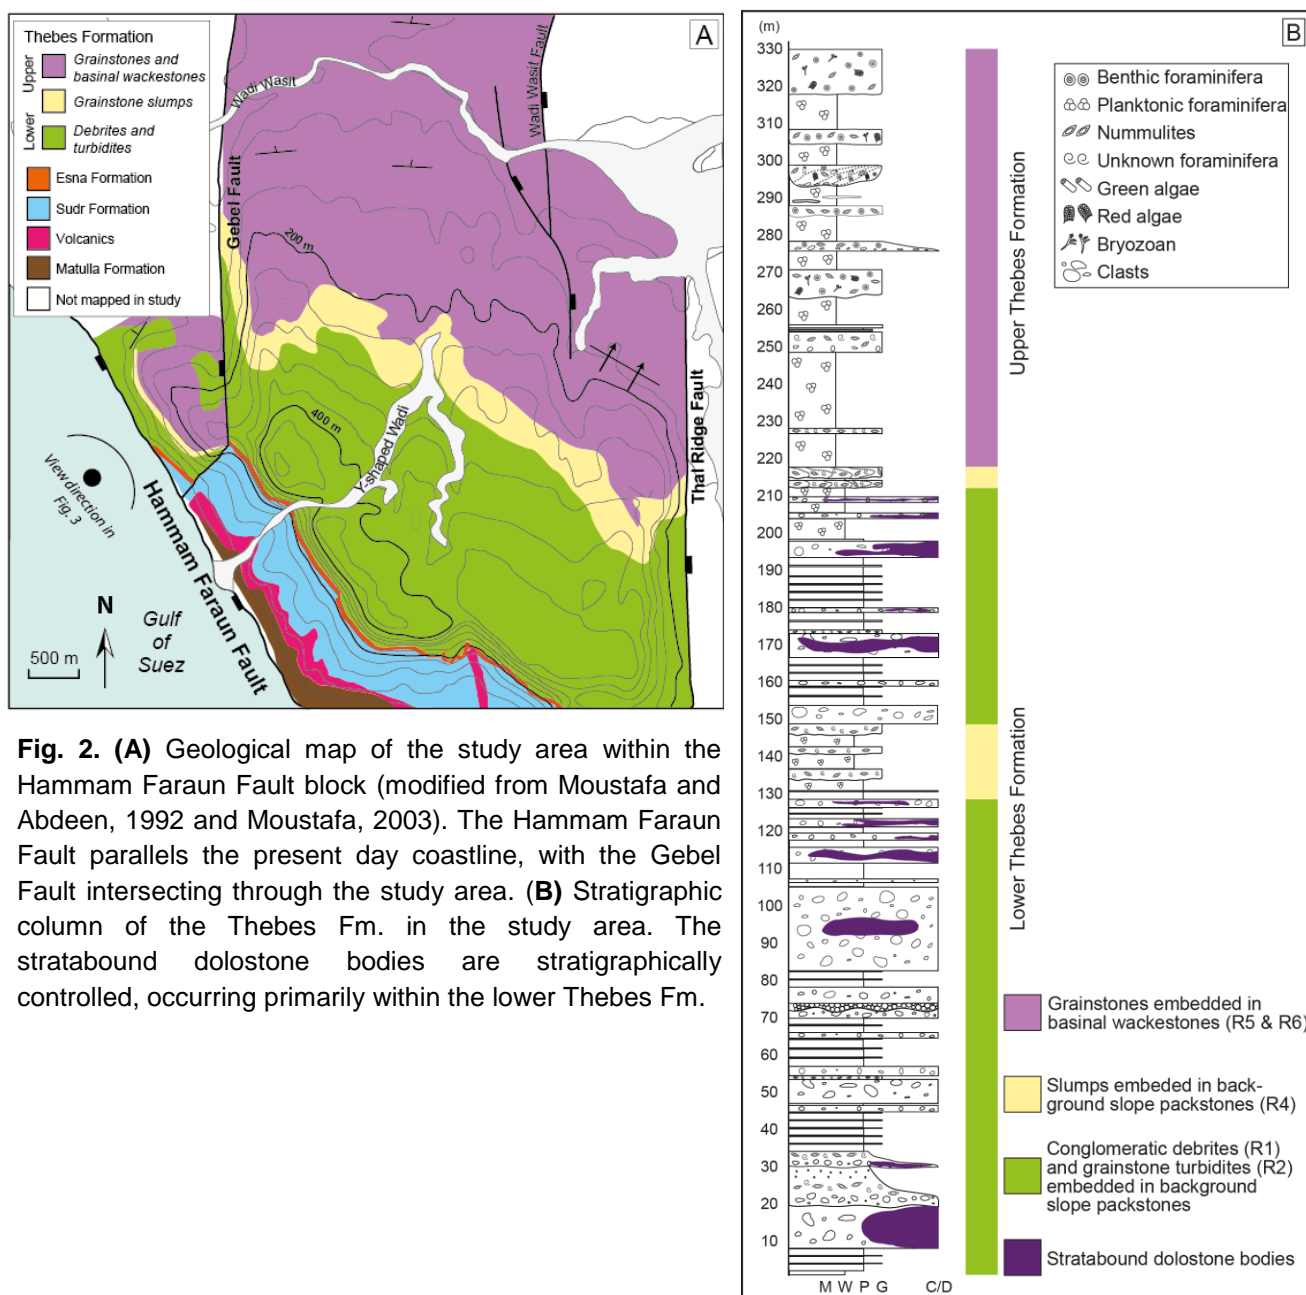 A
Thebes Formation
Upper
Grainstones and
basinal wackestones
Grainstone slumps
Lower
Debrites and
turbidites
Esna Formation
Sudr Formation
Volcanics
Matulla Formation
Not mapped in study
Wadi Wasit
Wadi Wasit Fault
Gebel Fault
200 m
400 m
Y-shaped Wadi
Thal Ridge Fault
View direction in
Fig. 3
Hammam Faraun Fault
N
Gulf
of
Suez
500 m
Fig. 2. (A) Geological map of the study area within the
Hammam Faraun Fault block (modified from Moustafa and
Abdeen, 1992 and Moustafa, 2003). The Hammam Faraun
Fault parallels the present day coastline, with the Gebel
Fault intersecting through the study area. (B) Stratigraphic
column of the Thebes Fm. in the study area. The
stratabound dolostone bodies are stratigraphically
controlled, occurring primarily within the lower Thebes Fm.
B
(m)
330
320
310
300
290
280
270
260
250
240
230
220
210
200
190
180
170
160
150
140
130
120
110
100
90
80
70
60
50
40
30
20
10
M W P G C/D
Upper Thebes Formation
Lower Thebes Formation
Benthic foraminifera
Planktonic foraminifera
Nummulites
Unknown foraminifera
Green algae
Red algae
Bryozoan
Clasts
Grainstones embedded in
basinal wackestones (R5 & R6)
Slumps embeded in back-
ground slope packstones (R4)
Conglomeratic debrites (R1)
and grainstone turbidites (R2)
embedded in background
slope packstones
Stratabound dolostone bodies